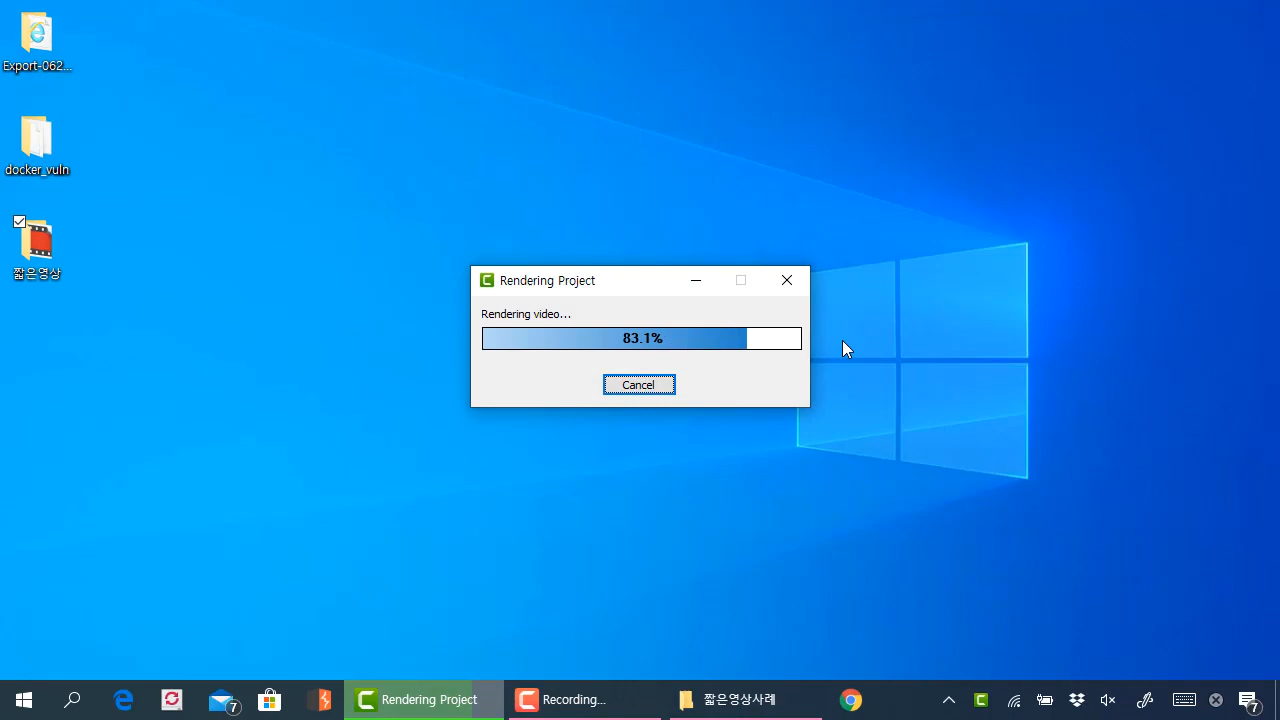 Export-062...
docker_vuln
짧은영상
Rendering Project
Rendering video...
83.1%
Cancel
7
Rendering Project
Recording...
짧은영상사례
7